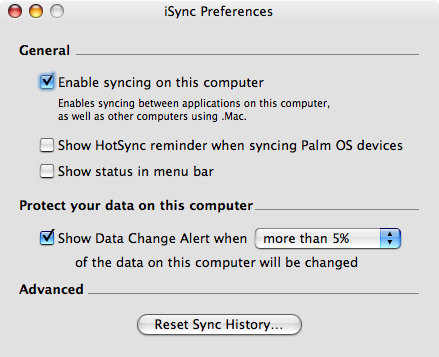 iSync Preferences
General
Enable syncing on this computer
Enables syncing between applications on this computer,
as well as other computers using .Mac.
Show HotSync reminder when syncing Palm OS devices
Show status in menu bar
Protect your data on this computer
Show Data Change Alert when more than 5%
of the data on this computer will be changed
Advanced
Reset Sync History...